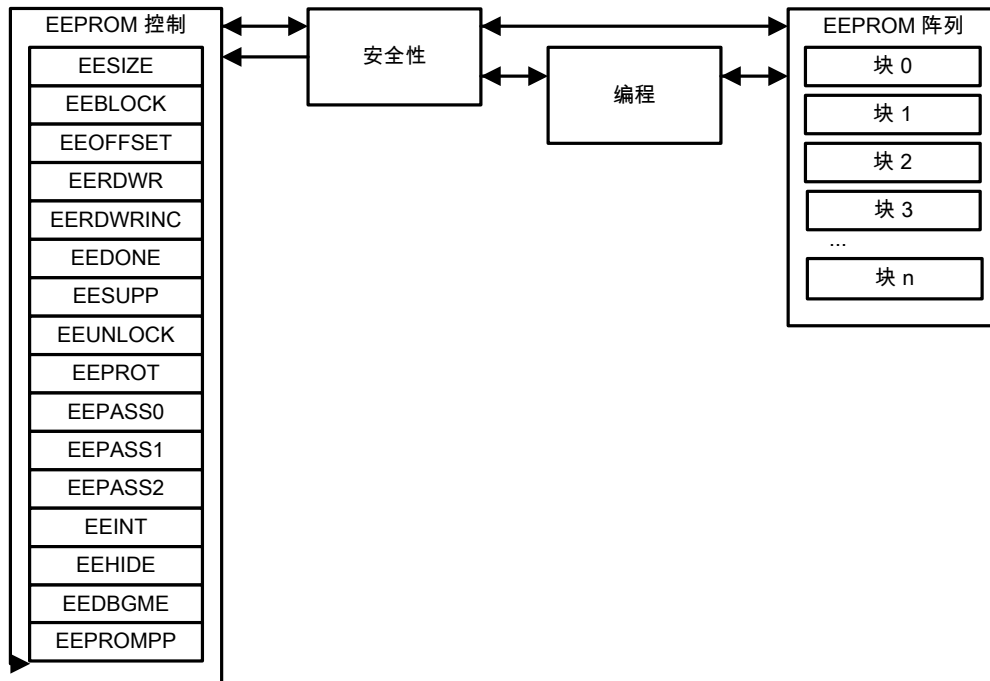 EEPROM 控制
EESIZE
EEBLOCK
EEOFFSET
EERDWR
EERDWRINC
EEDONE
EESUPP
EEUNLOCK
EEPROT
EEPASS0
EEPASS1
EEPASS2
EEINT
EEHIDE
EEDBGME
EEPROMPP
安全性
编程
EEPROM 阵列
块 0
块 1
块 2
块 3
...
块 n